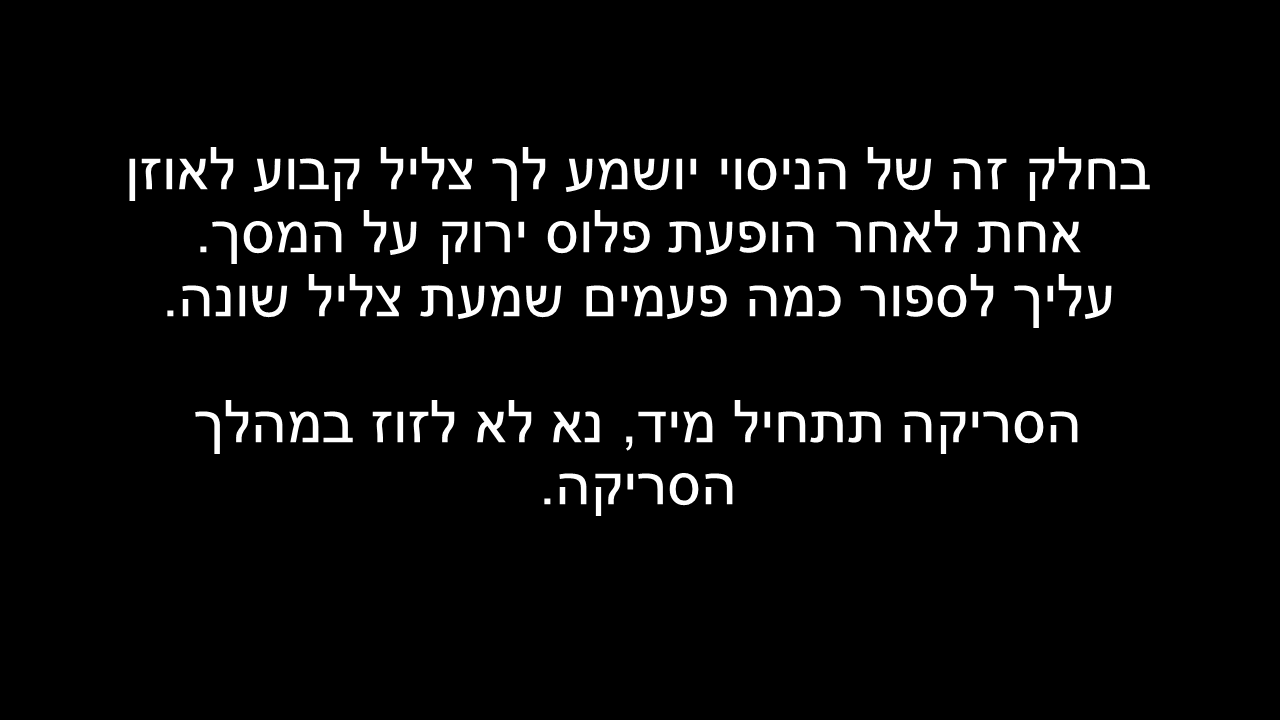 בחלק זה של הניסוי יושמע לך צליל קבוע לאוזן
אחת לאחר הופעת פלוס ירוק על המסך.
עליך לספור כמה פעמים שמעת צליל שונה.
הסריקה תתחיל מיד, נא לא לזוז במהלך
הסריקה.